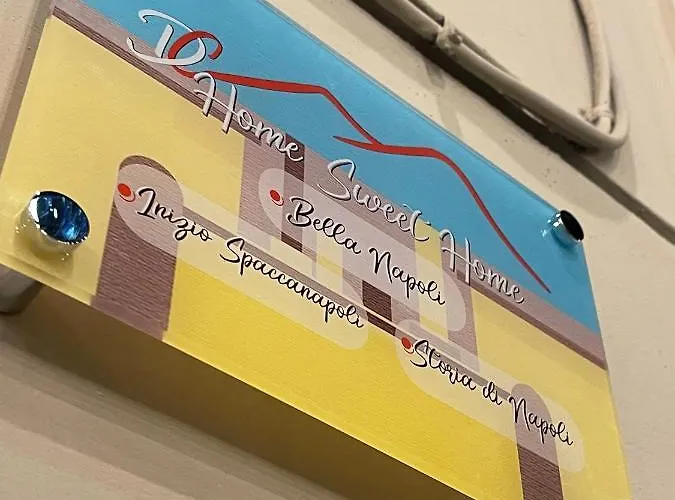 DC
Home Sweet Home
Bella Napoli
Inizio Spaccanapoli
Storia di Napoli